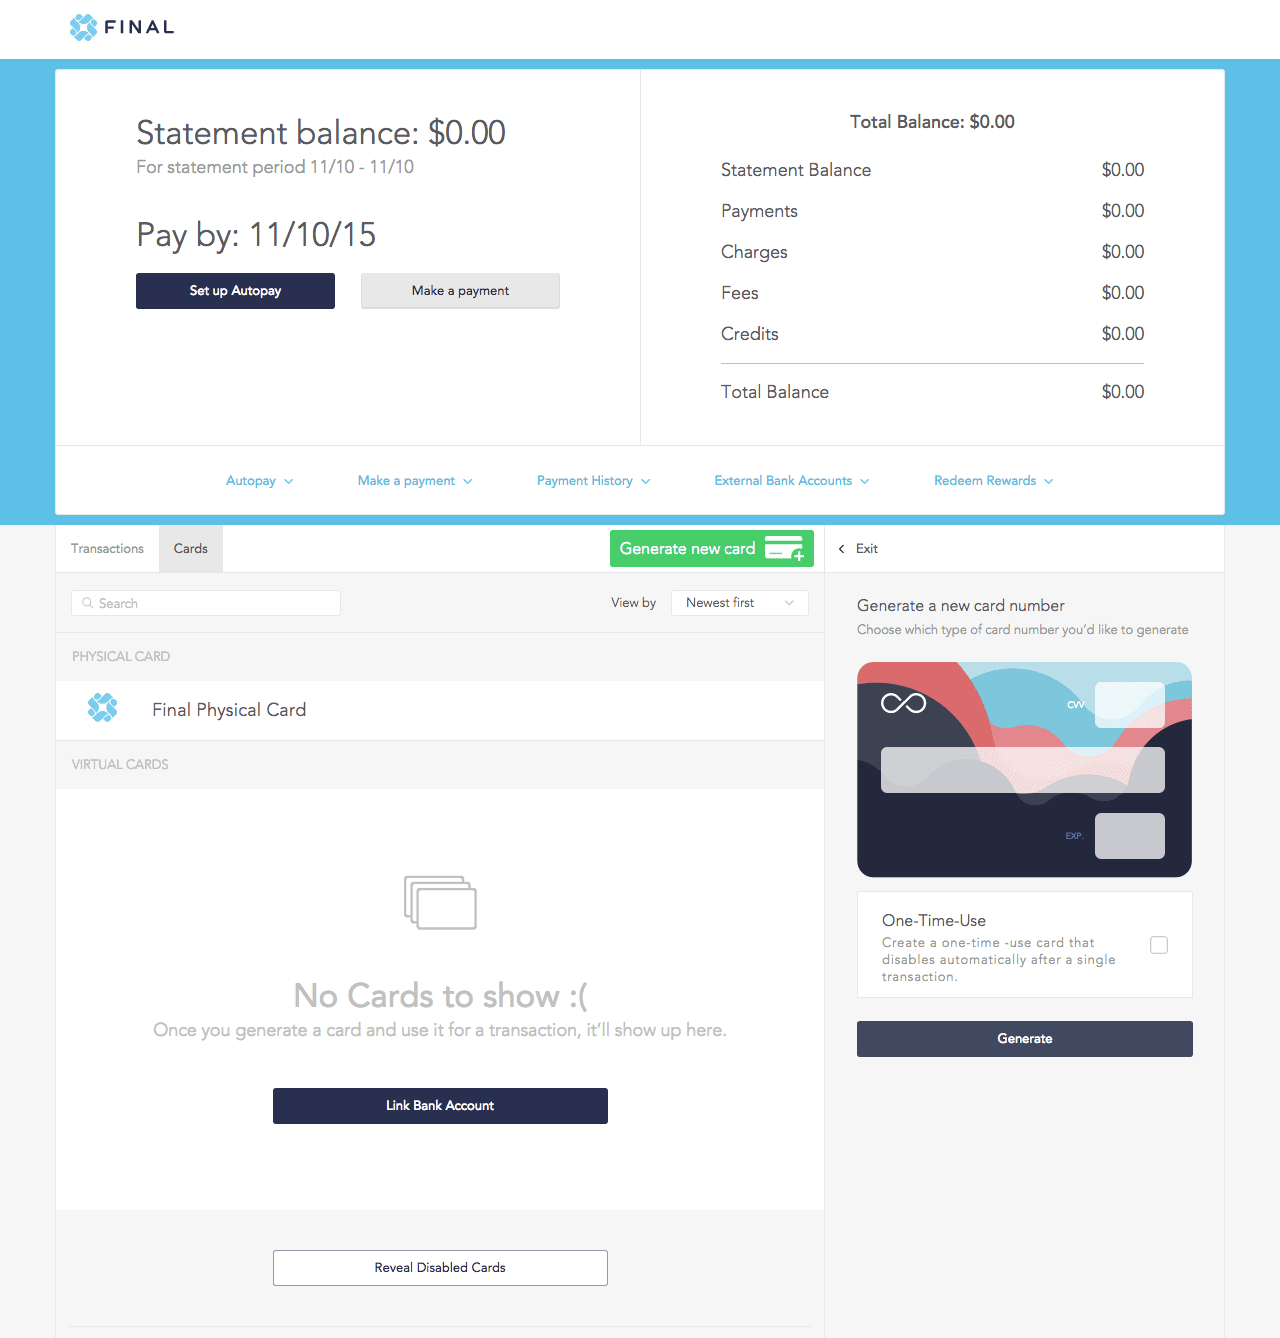 FINAL
Statement balance: $0.00
For statement period 11/10 - 11/10
Pay by: 11/10/15
Set up Autopay
Make a payment
Total Balance: $0.00
Statement Balance $0.00
Payments $0.00
Charges $0.00
Fees $0.00
Credits $0.00
Total Balance $0.00
Autopay
Make a payment
Payment History
External Bank Accounts
Redeem Rewards
Transactions
Cards
Generate new card
Search
View by
Newest first
PHYSICAL CARD
Final Physical Card
VIRTUAL CARDS
No Cards to show :(
Once you generate a card and use it for a transaction, it’ll show up here.
Link Bank Account
Reveal Disabled Cards
Exit
Generate a new card number
Choose which type of card number you’d like to generate
CVV
EXP.
One-Time-Use
Create a one-time -use card that
disables automatically after a single
transaction.
Generate